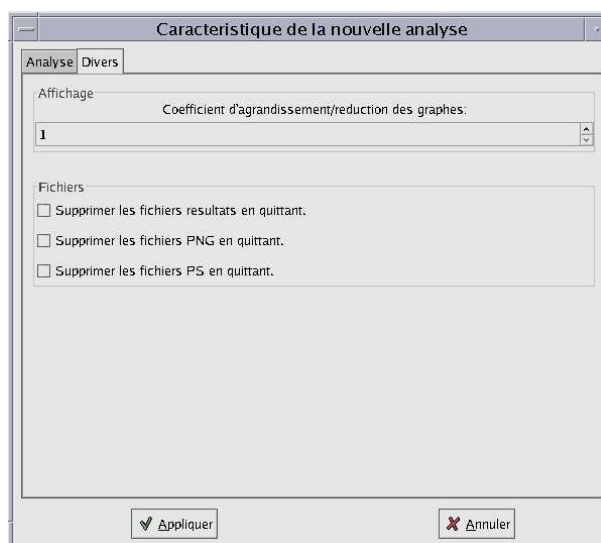 Caracteristique de la nouvelle analyse
Analyse Divers
Affichage
Coefficient d'agrandissement/reduction des graphes:
1
Fichiers
Supprimer les fichiers resultats en quittant.
Supprimer les fichiers PNG en quittant.
Supprimer les fichiers PS en quittant.
Appliquer Annuler